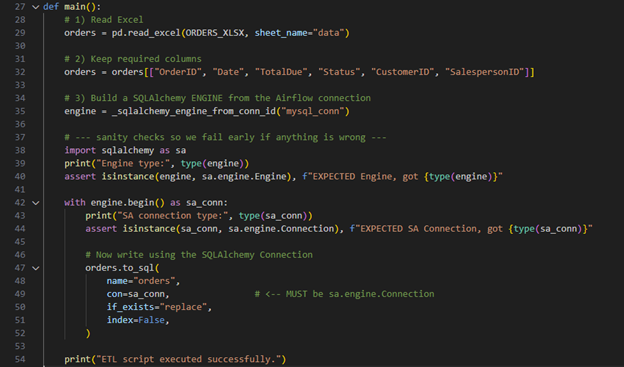 27 def main():
28 # 1) Read Excel
29 orders = pd.read_excel(ORDERS_XLSX, sheet_name="data")
30
31 # 2) Keep required columns
32 orders = orders[["OrderID", "Date", "TotalDue", "Status", "CustomerID", "SalespersonID"]]
33
34 # 3) Build a SQLAlchemy ENGINE from the Airflow connection
35 engine = _sqlalchemy_engine_from_conn_id("mysql_conn")
36
37 # --- sanity checks so we fail early if anything is wrong ---
38 import sqlalchemy as sa
39 print("Engine type:", type(engine))
40 assert isinstance(engine, sa.engine.Engine), f"EXPECTED Engine, got {type(engine)}"
41
42 with engine.begin() as sa_conn:
43 print("SA connection type:", type(sa_conn))
44 assert isinstance(sa_conn, sa.engine.Connection), f"EXPECTED SA Connection, got {type(sa_conn)}"
45
46 # Now write using the SQLAlchemy Connection
47 orders.to_sql(
48 name="orders",
49 con=sa_conn, # <-- MUST be sa.engine.Connection
50 if_exists="replace",
51 index=False,
52 )
53
54 print("ETL script executed successfully.")